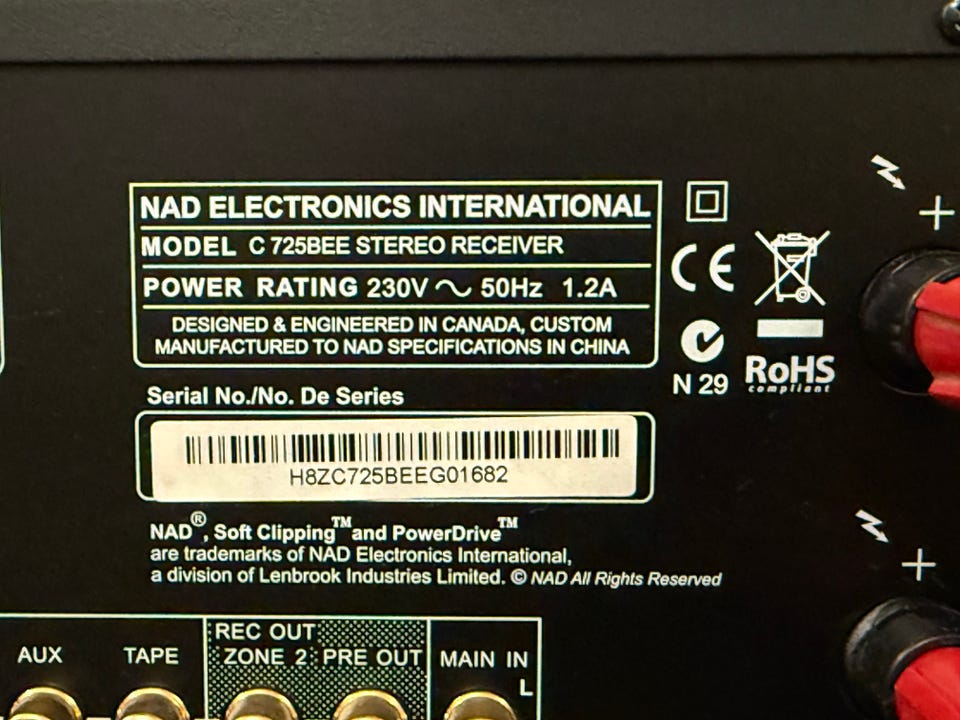 NAD ELECTRONICS INTERNATIONAL
MODEL C 725BEE STEREO RECEIVER
POWER RATING 230V ~ 50Hz 1.2A
DESIGNED & ENGINEERED IN CANADA, CUSTOM
MANUFACTURED TO NAD SPECIFICATIONS IN CHINA
CE
N 29
RoHS
compliant
Serial No./No. De Series
H8ZC725BEEG01682
NAD®, Soft Clipping™ and PowerDrive™
are trademarks of NAD Electronics International,
a division of Lenbrook Industries Limited. © NAD All Rights Reserved
+
+
AUX
TAPE
REC OUT
ZONE 2
PRE OUT
MAIN IN
L